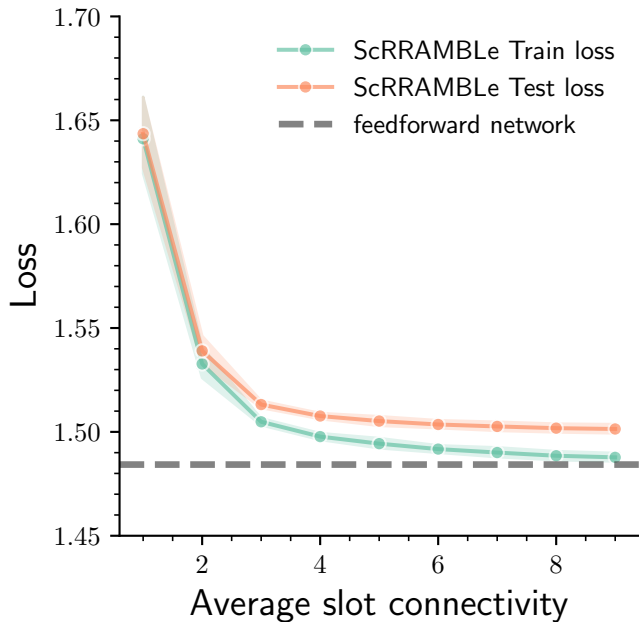 1.70
1.65
1.60
1.55
1.50
1.45
Loss
ScRRAMBLe Train loss
ScRRAMBLe Test loss
feedforward network
2
4
6
8
Average slot connectivity